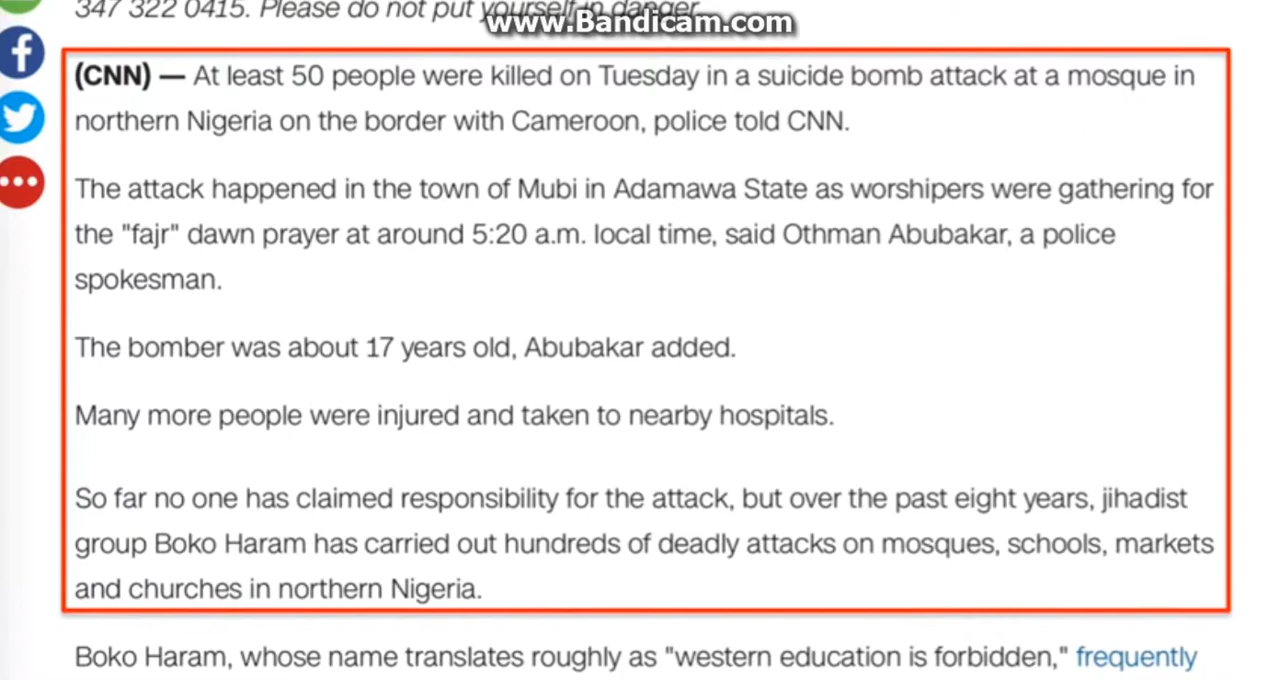 347 322 0415. Please do not put yourself in danger.
www.Bandicam.com
(CNN) — At least 50 people were killed on Tuesday in a suicide bomb attack at a mosque in
northern Nigeria on the border with Cameroon, police told CNN.
The attack happened in the town of Mubi in Adamawa State as worshipers were gathering for
the "fajr" dawn prayer at around 5:20 a.m. local time, said Othman Abubakar, a police
spokesman.
The bomber was about 17 years old, Abubakar added.
Many more people were injured and taken to nearby hospitals.
So far no one has claimed responsibility for the attack, but over the past eight years, jihadist
group Boko Haram has carried out hundreds of deadly attacks on mosques, schools, markets
and churches in northern Nigeria.
Boko Haram, whose name translates roughly as "western education is forbidden," frequently